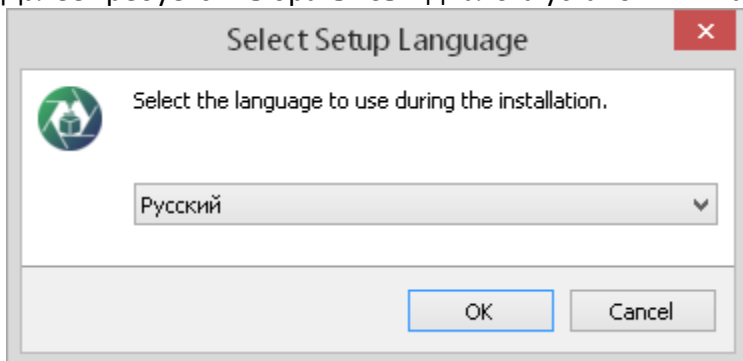 Select Setup Language
Select the language to use during the installation.
Русский
OK
Cancel